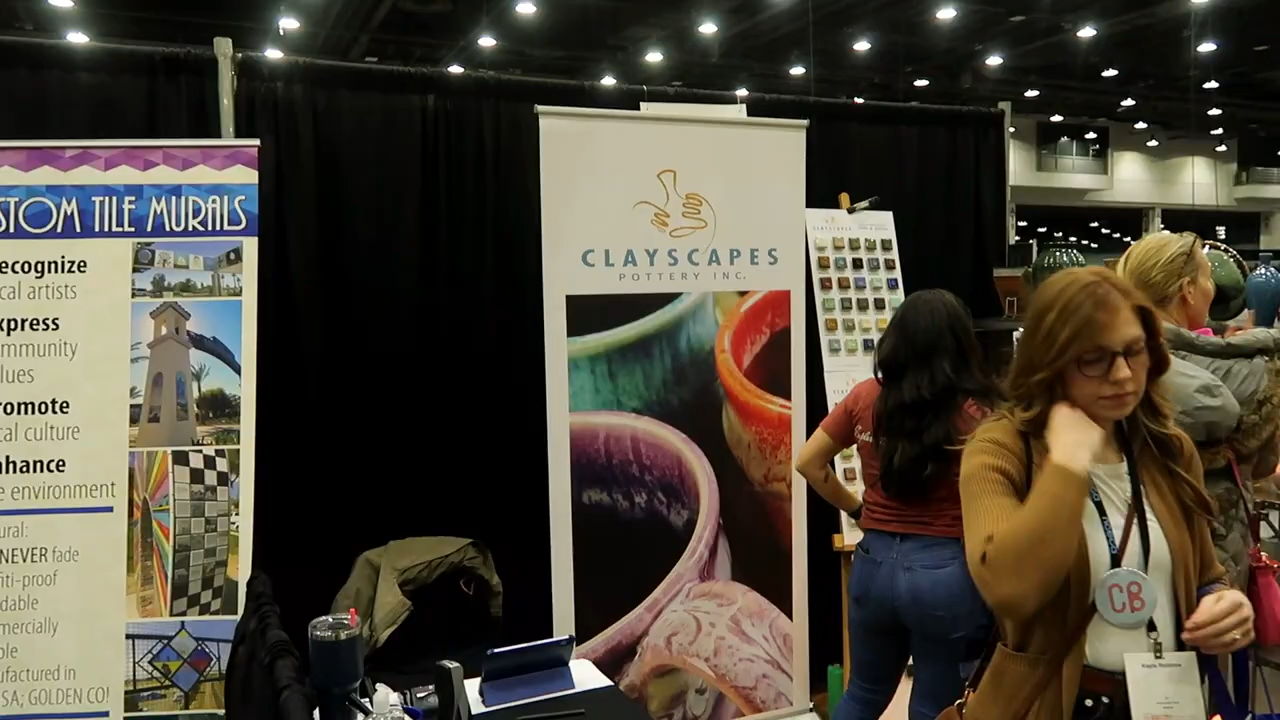 STOM TILE MURALS
ecognize
cal artists
xpress
mmunity
lues
romote
cal culture
nhance
e environment
ural:
NEVER fade
fiti-proof
dable
mercially
ble
ufactured in
SA; GOLDEN CO!
CLAYSCAPES
POTTERY INC.
CB